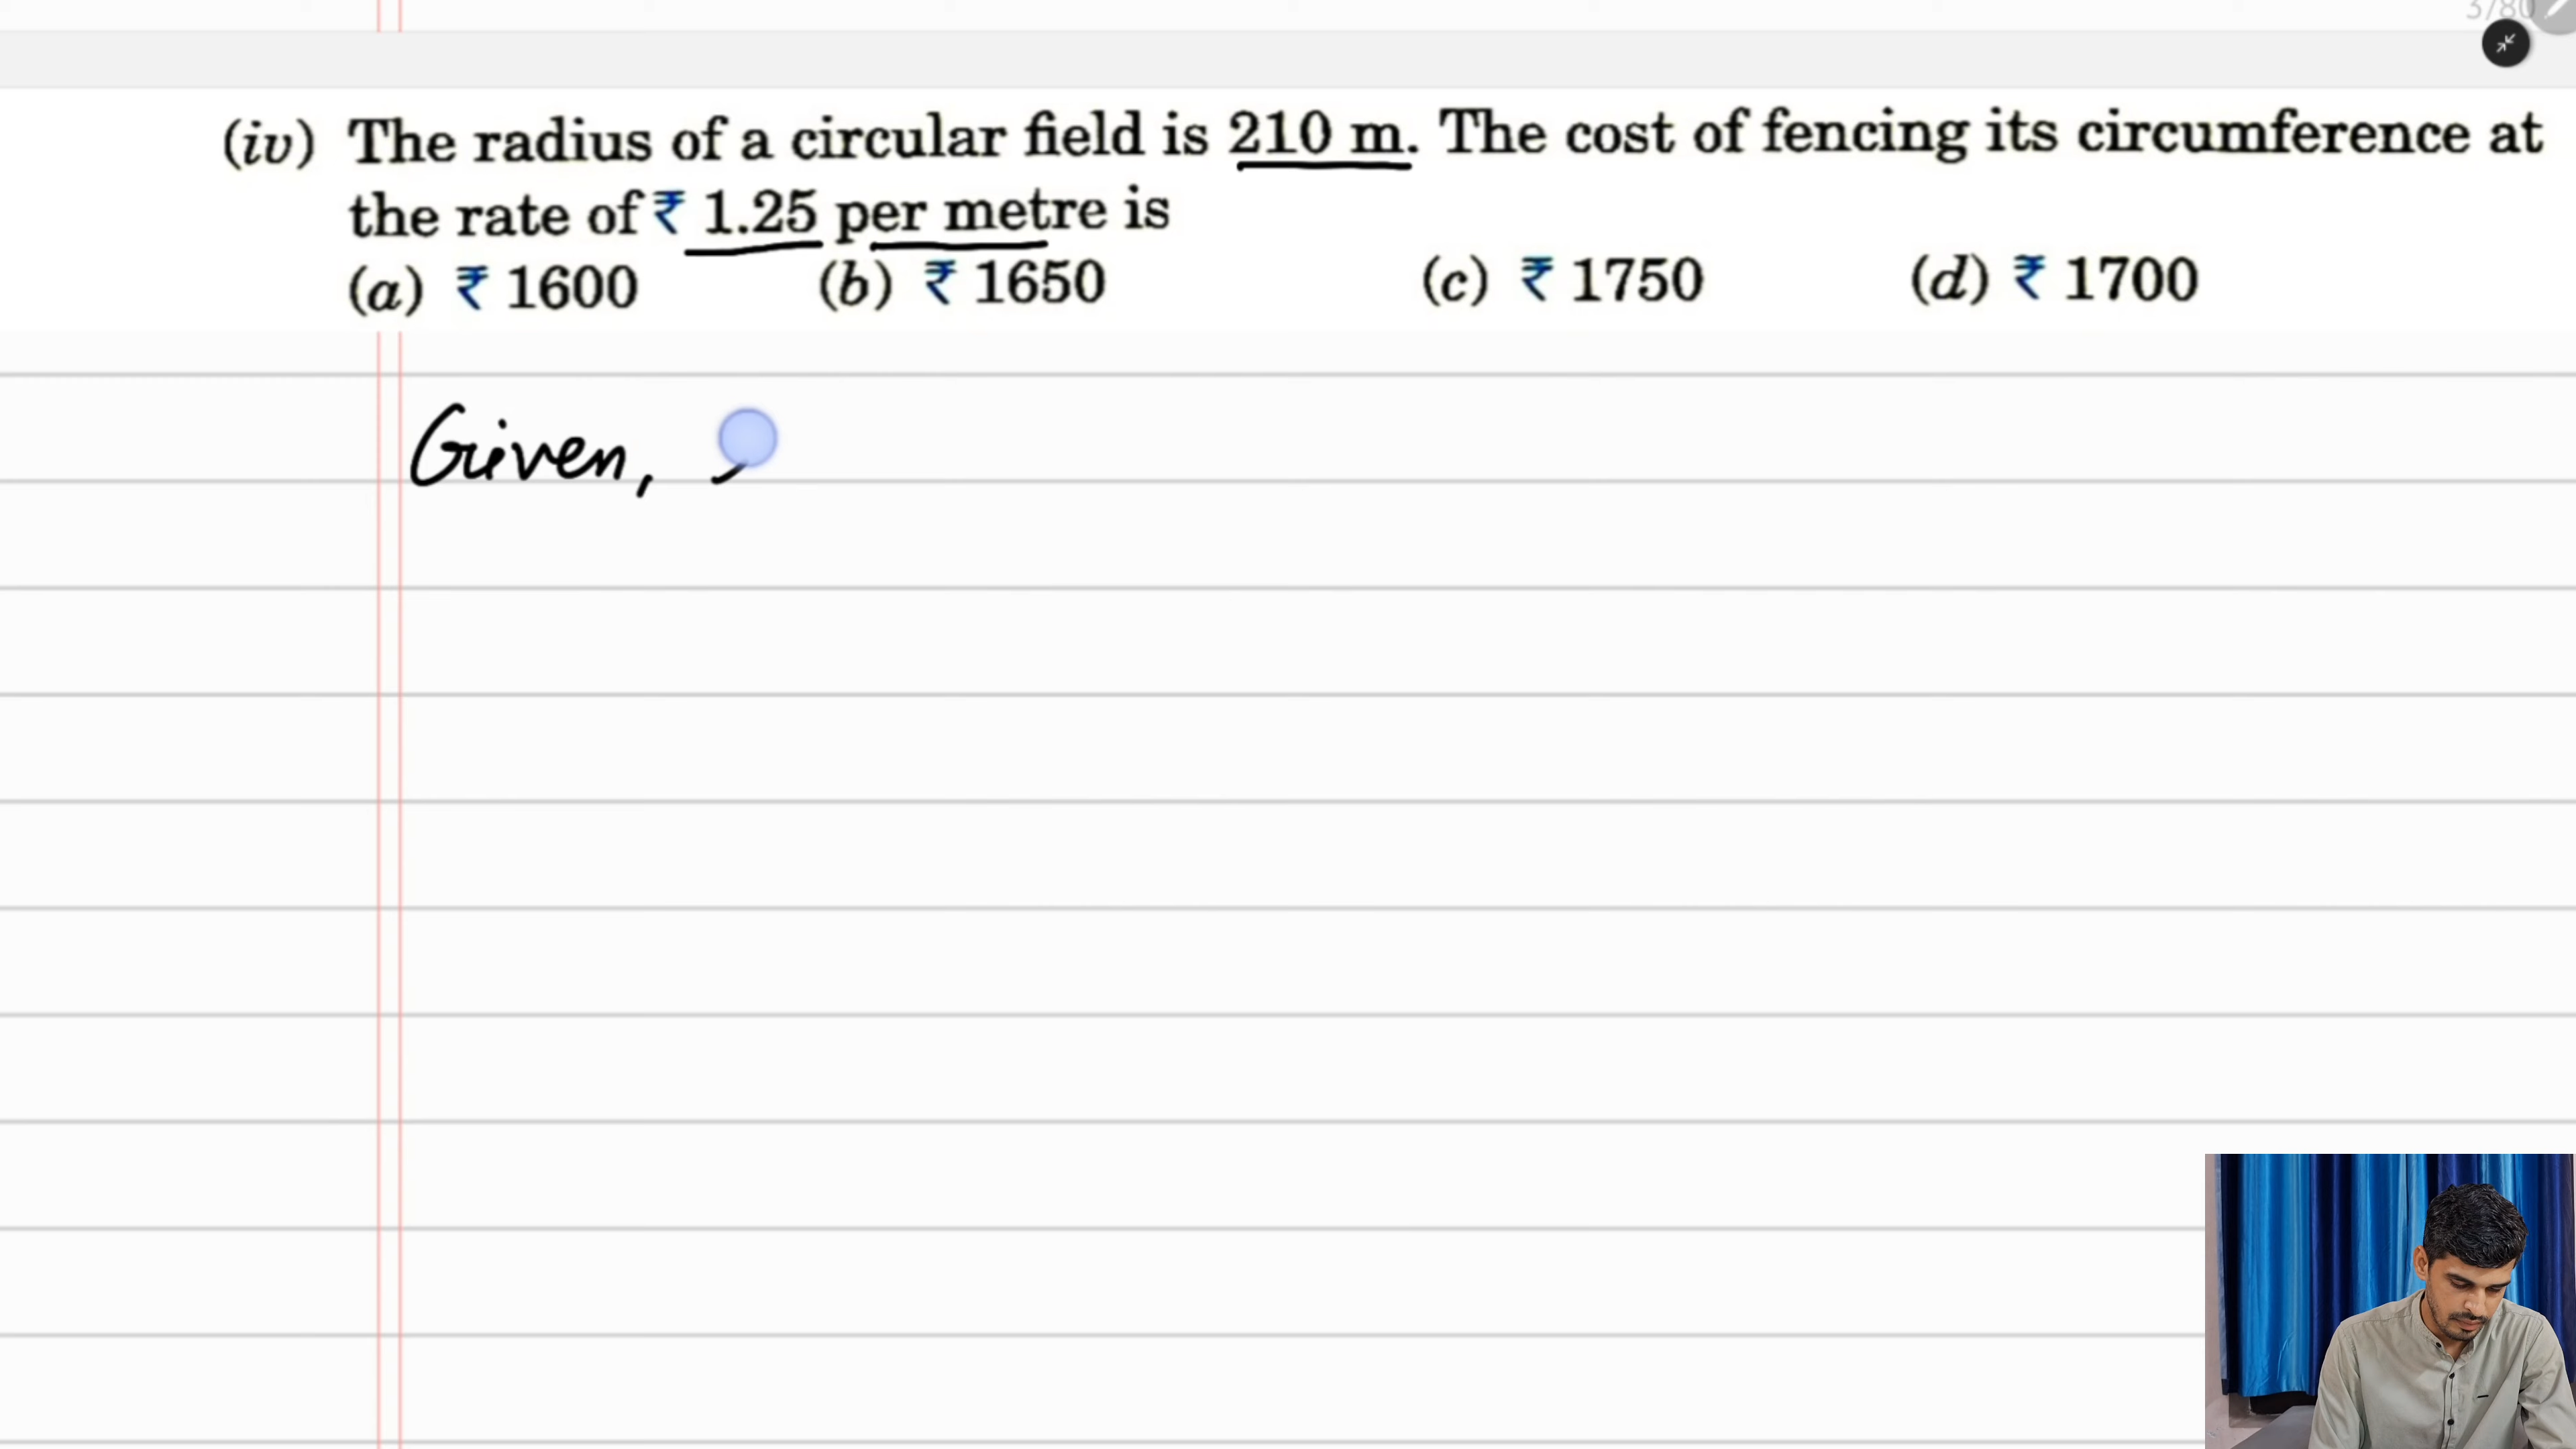 (iv) The radius of a circular field is 210 m. The cost of fencing its circumference at
the rate of ₹ 1.25 per metre is
(a) ₹ 1600 (b) ₹ 1650 (c) ₹ 1750 (d) ₹ 1700
Given,